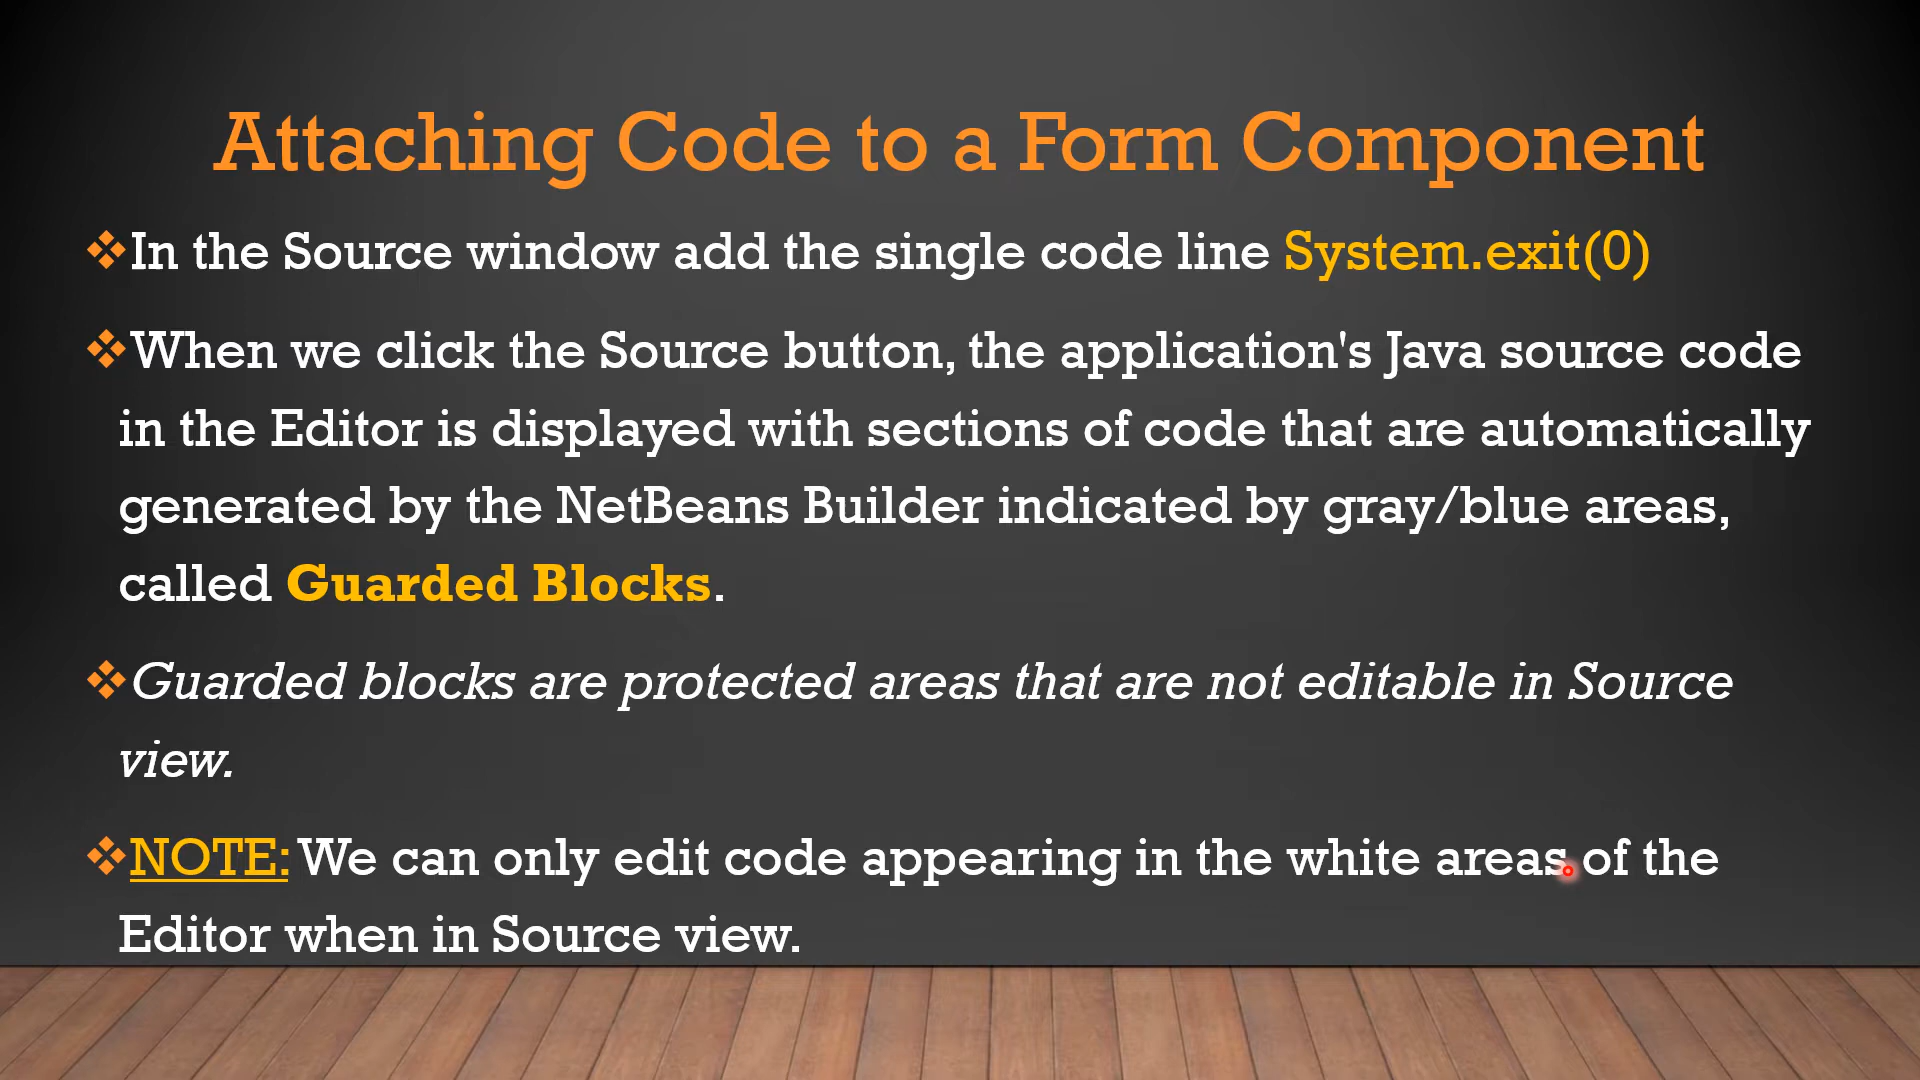 Attaching Code to a Form Component
In the Source window add the single code line System.exit(0)
When we click the Source button, the application's Java source code
in the Editor is displayed with sections of code that are automatically
generated by the NetBeans Builder indicated by gray/blue areas,
called Guarded Blocks.
Guarded blocks are protected areas that are not editable in Source
view.
NOTE: We can only edit code appearing in the white areas of the
Editor when in Source view.